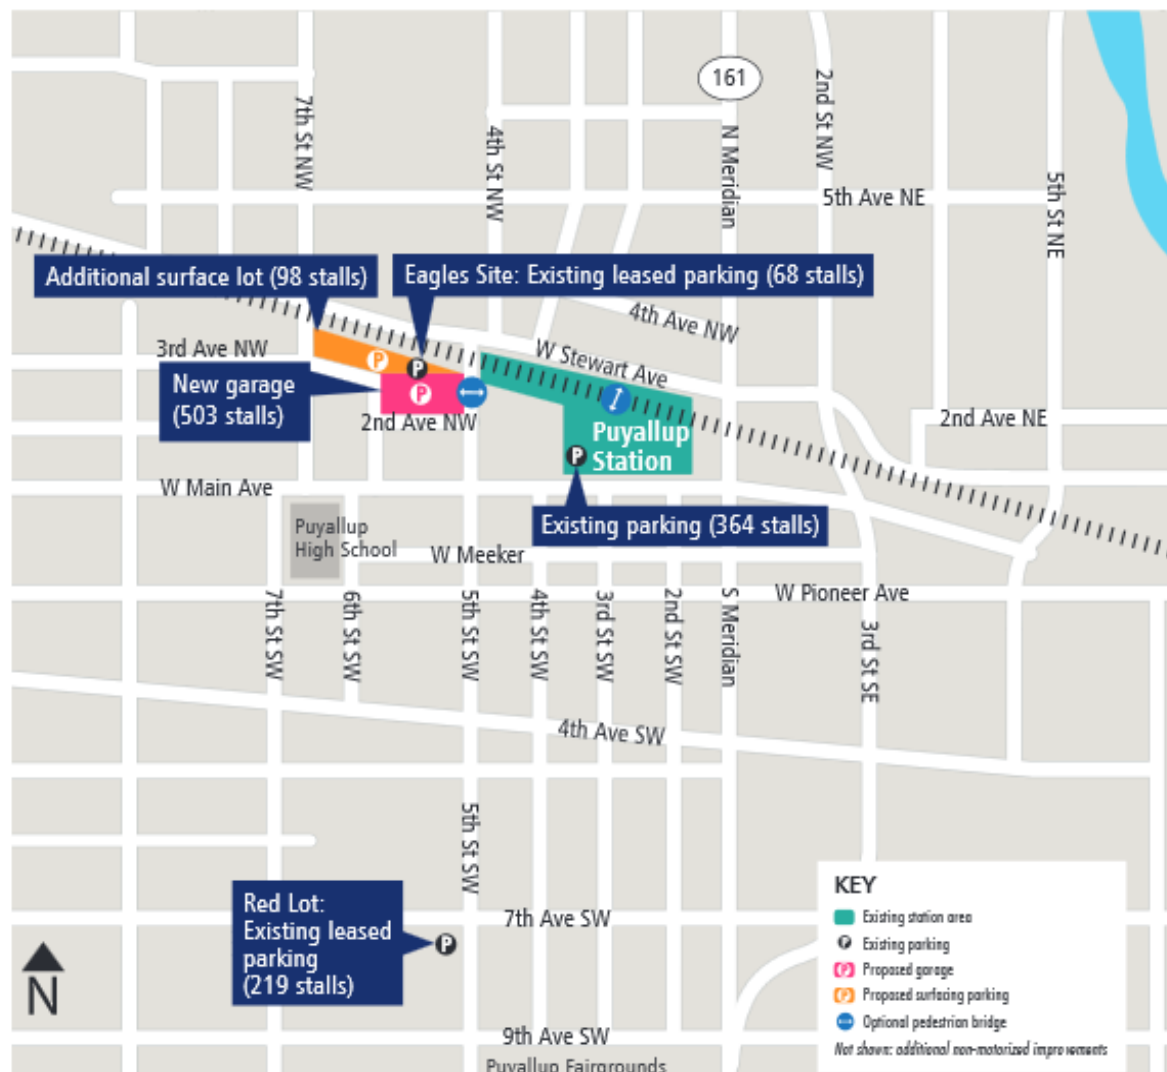 161
7th St NW
4th St NW
N Meridian
2nd St NW
5th Ave NE
5th St NE
Additional surface lot (98 stalls)
Eagles Site: Existing leased parking (68 stalls)
4th Ave NW
W Stewart Ave
3rd Ave NW
New garage
(503 stalls)
P
P
P
2nd Ave NW
2nd Ave NE
Puyallup
Station
P
W Main Ave
Existing parking (364 stalls)
Puyallup
High School
W Meeker
W Pioneer Ave
7th St SW
6th St SW
5th St SW
4th St SW
3rd St SW
2nd St SW
S Meridian
3rd St SE
4th Ave SW
5th St SW
Red Lot:
Existing leased
parking
(219 stalls)
P
7th Ave SW
9th Ave SW
Puyallup Fairgrounds
N
KEY
Existing station area
P Existing parking
P Proposed garage
P Proposed surfacing parking
Optional pedestrian bridge
Not shown: additional non-motorized improvements